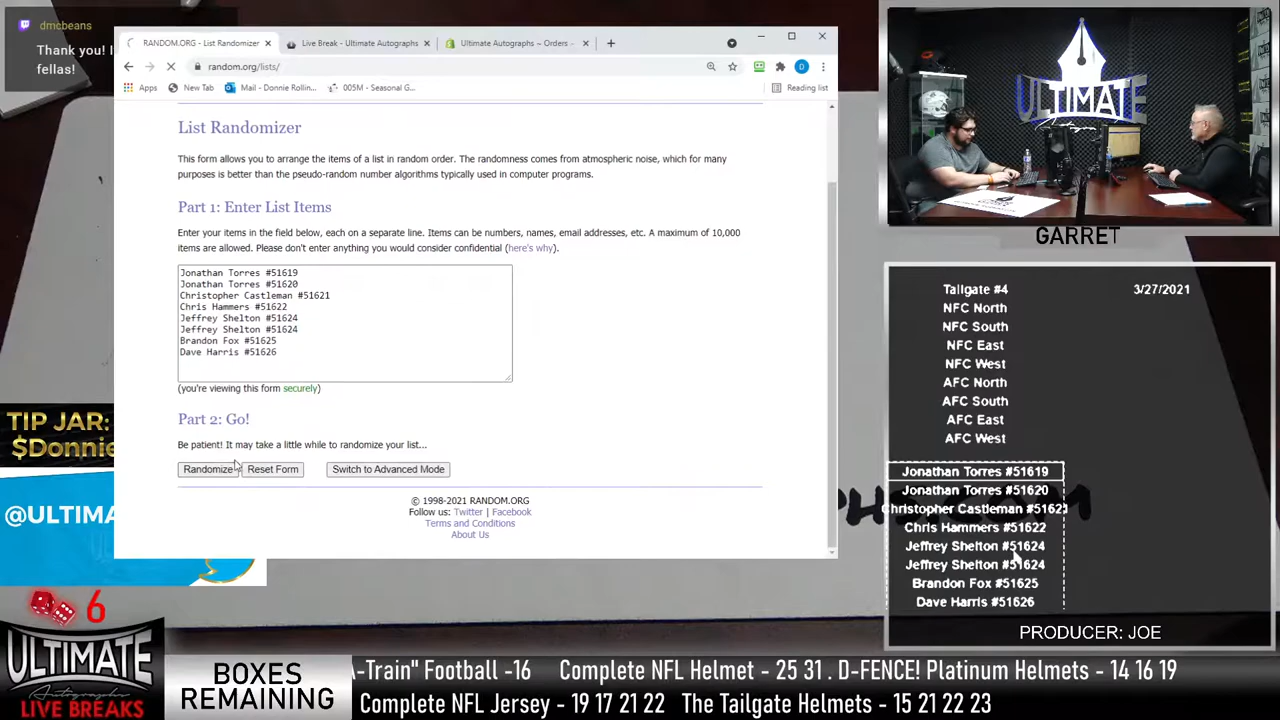 dmcbeans
Thank you! I
fellas!
RANDOM.ORG - List Randomizer
Live Break - Ultimate Autographs
Ultimate Autographs ~ Orders -
random.org/lists/
Apps
New Tab
Mail - Donnie Rollin...
005M - Seasonal G...
Reading list
List Randomizer
This form allows you to arrange the items of a list in random order. The randomness comes from atmospheric noise, which for many
purposes is better than the pseudo-random number algorithms typically used in computer programs.
Part 1: Enter List Items
Enter your items in the field below, each on a separate line. Items can be numbers, names, email addresses, etc. A maximum of 10,000
items are allowed. Please don't enter anything you would consider confidential (here's why).
Jonathan Torres #51619
Jonathan Torres #51620
Christopher Castleman #51621
Chris Hammers #51622
Jeffrey Shelton #51624
Jeffrey Shelton #51624
Brandon Fox #51625
Dave Harris #51626
(you're viewing this form securely)
Part 2: Go!
Be patient! It may take a little while to randomize your list...
Randomize
Reset Form
Switch to Advanced Mode
© 1998-2021 RANDOM.ORG
Follow us: Twitter | Facebook
Terms and Conditions
About Us
ULTIMATE
GARRET
Tailgate #4
3/27/2021
NFC North
NFC South
NFC East
NFC West
AFC North
AFC South
AFC East
AFC West
Jonathan Torres #51619
Jonathan Torres #51620
Christopher Castleman #51621
Chris Hammers #51622
Jeffrey Shelton #51624
Jeffrey Shelton #51624
Brandon Fox #51625
Dave Harris #51626
PRODUCER: JOE
TIP JAR:
$Donnie
@ULTIMA
6
ULTIMATE
Autographs
LIVE BREAKS
BOXES
REMAINING
A-Train" Football -16 Complete NFL Helmet - 25 31 . D-FENCE! Platinum Helmets - 14 16 19
Complete NFL Jersey - 19 17 21 22 The Tailgate Helmets - 15 21 22 23